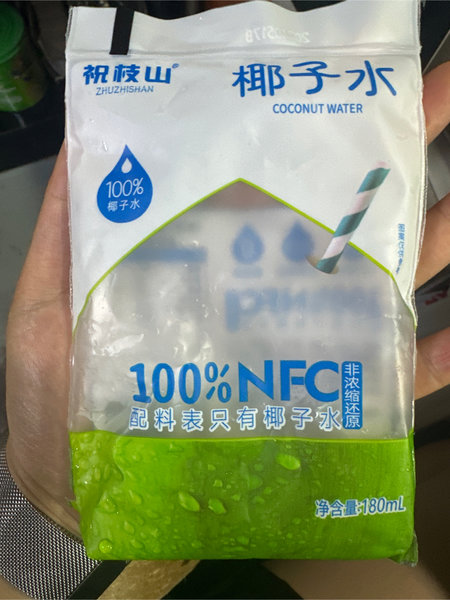 祝枝山®
ZHUZHISHAN
椰子水
COCONUT WATER
100%
椰子水
100%NFC
非浓缩还原
配料表只有椰子水
净含量:180mL